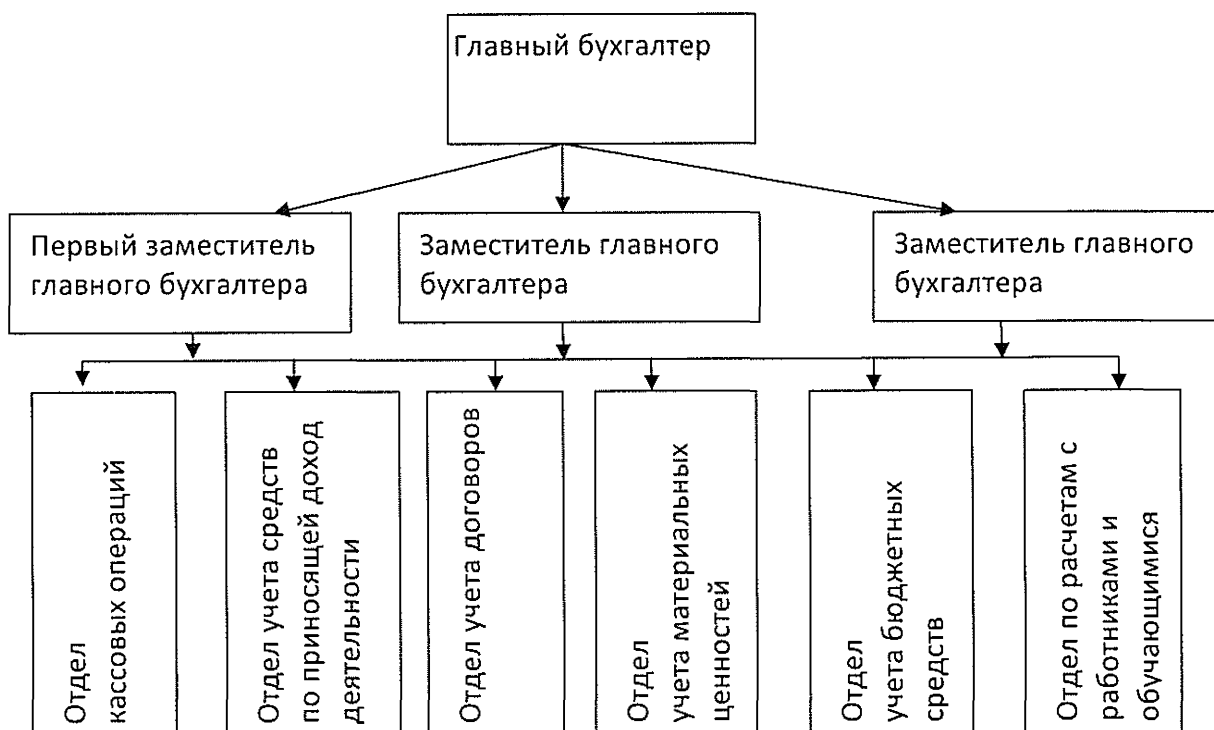 Главный бухгалтер
Первый заместитель
главного бухгалтера
Заместитель главного
бухгалтера
Заместитель главного
бухгалтера
Отдел
кассовых операций
Отдел учета средств
по приносящей доход
деятельности
Отдел учета договоров
Отдел
учета материальных
ценностей
Отдел
учета бюджетных
средств
Отдел по расчетам с
работниками и
обучающимися